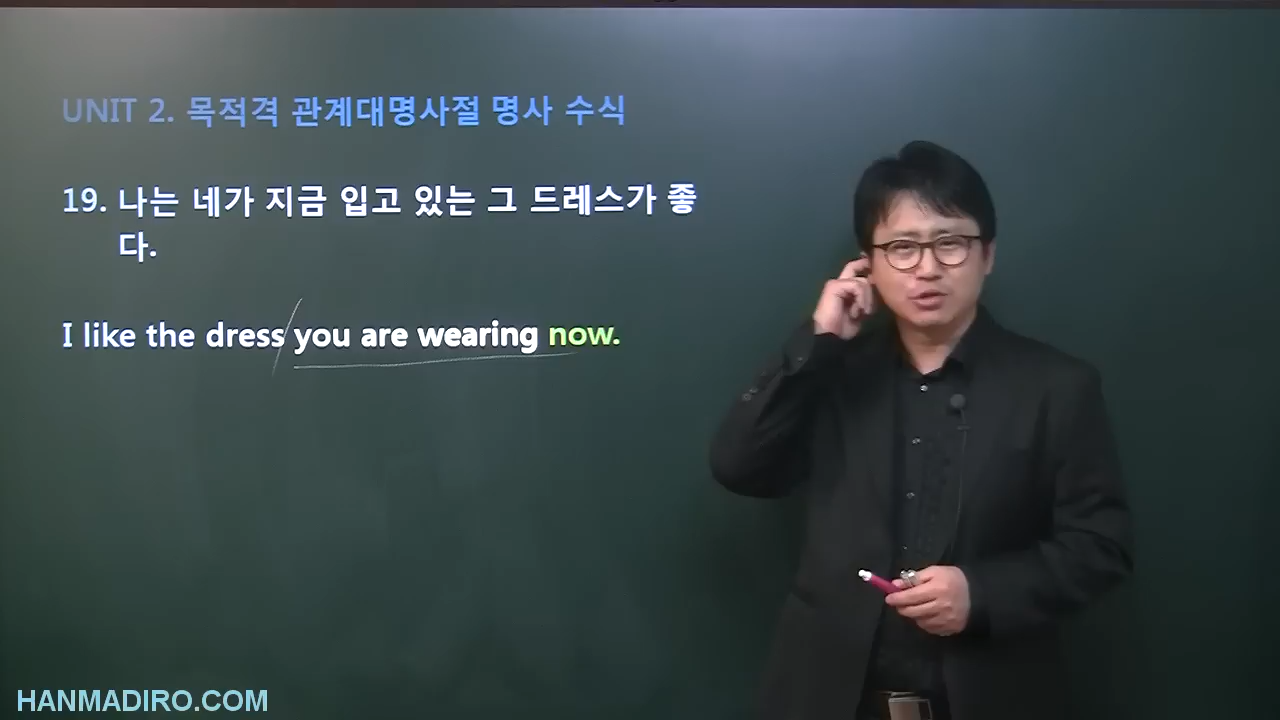 UNIT 2. 목적격 관계대명사절 명사 수식
19. 나는 네가 지금 입고 있는 그 드레스가 좋
다.
I like the dress you are wearing now.
HANMADIRO.COM